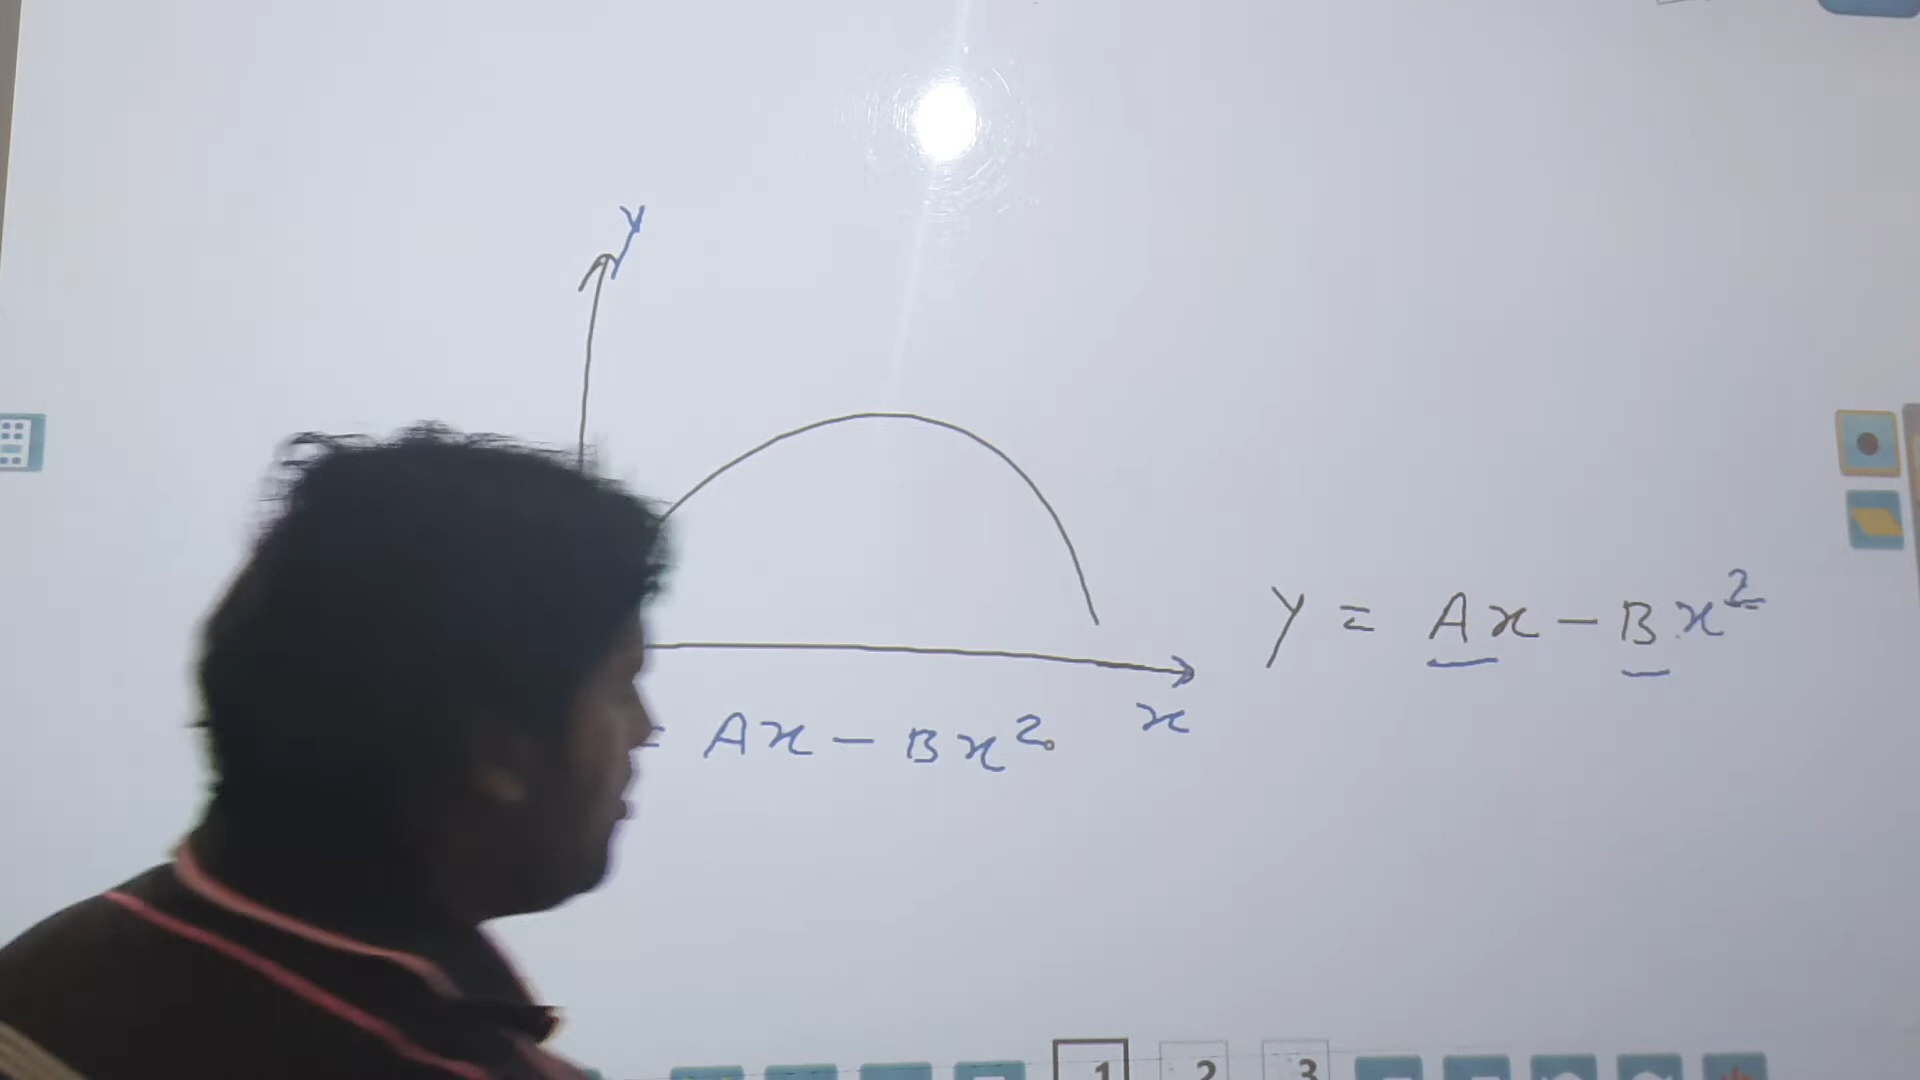 y
y = Ax − Bx²
x
= Ax − Bx²
1 2 3